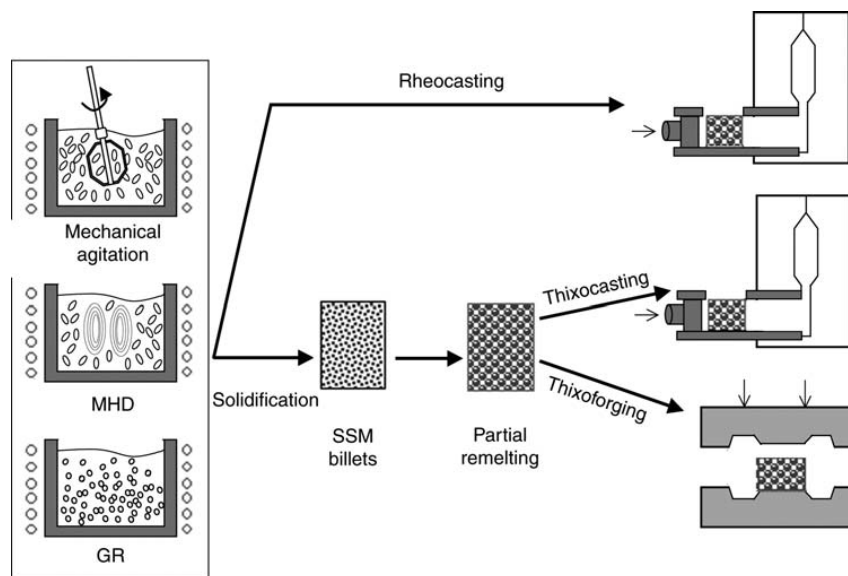 Rheocasting
Mechanical
agitation
MHD
GR
Solidification
SSM
billets
Partial
remelting
Thixocasting
Thixoforging